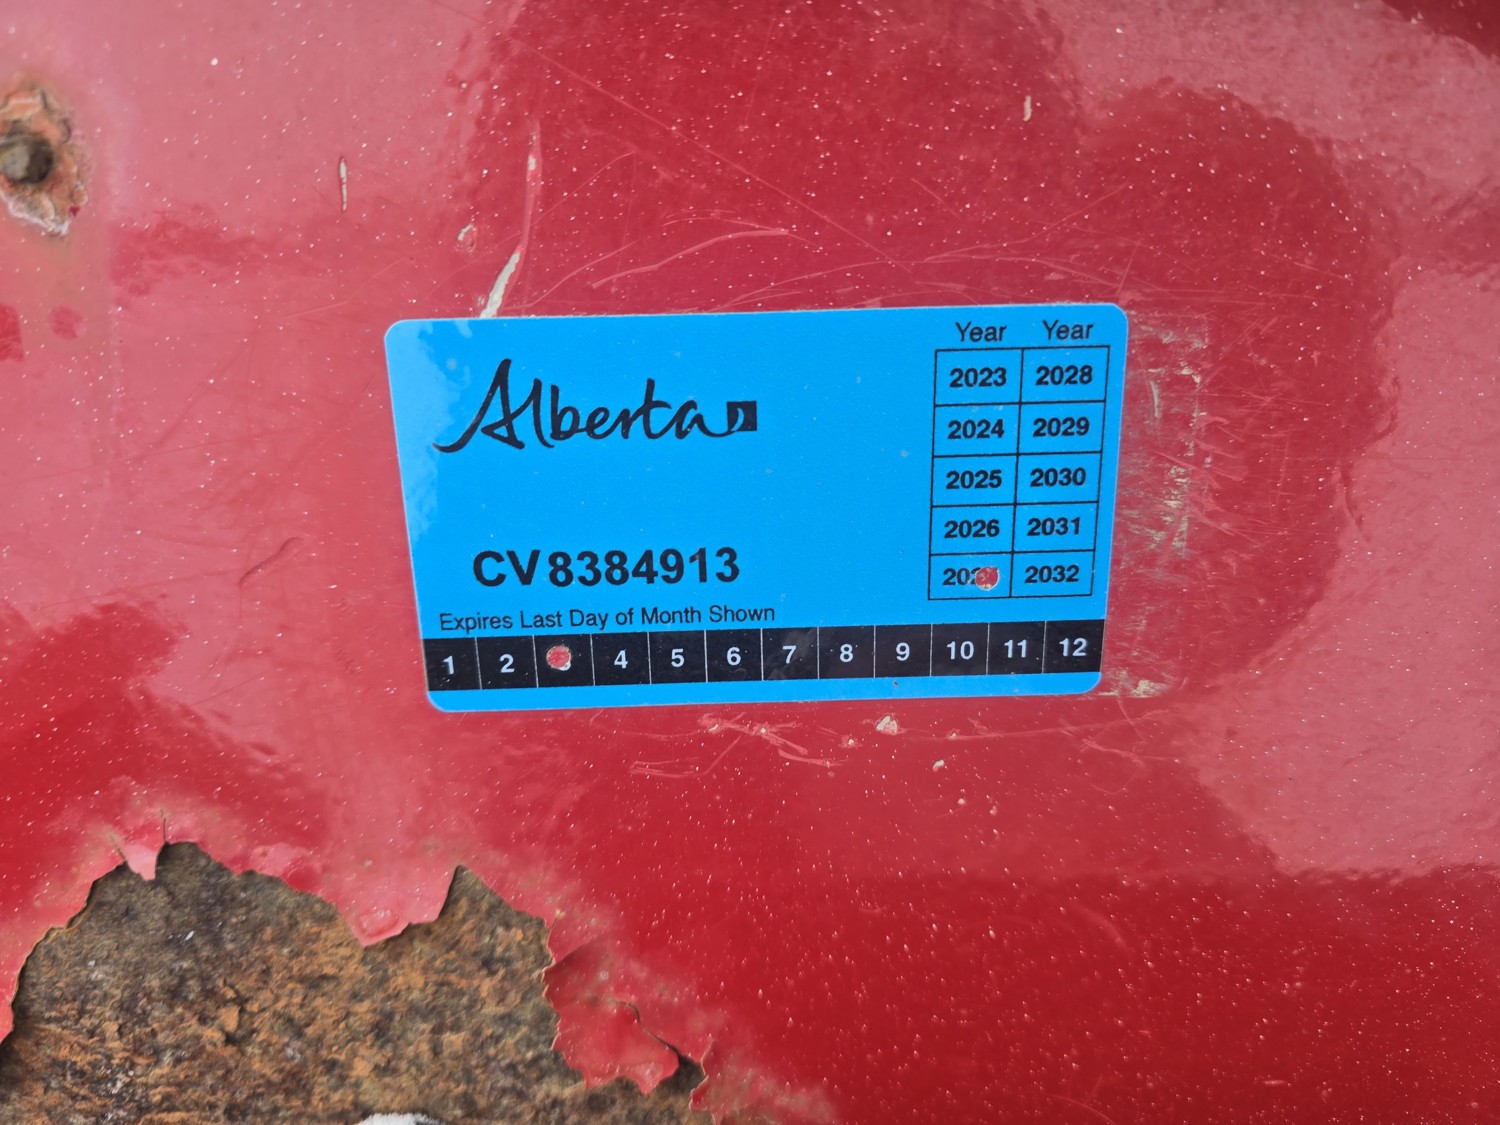 Alberta
Year Year
2023 2028
2024 2029
2025 2030
2026 2031
2032
CV8384913
Expires Last Day of Month Shown
1 2 4 5 6 7 8 9 10 11 12